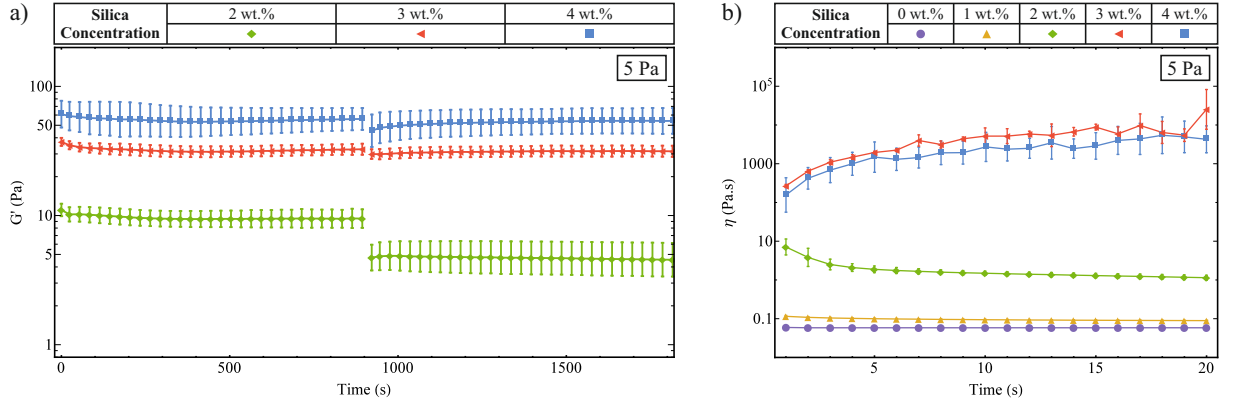 a)
Silica Concentration 2 wt.% 3 wt.% 4 wt.%
5 Pa
G' (Pa)
100
50
10
5
1
0 500 1000 1500
Time (s)
b)
Silica Concentration 0 wt.% 1 wt.% 2 wt.% 3 wt.% 4 wt.%
5 Pa
η (Pa.s)
10⁵
1000
10
0.1
5 10 15 20
Time (s)